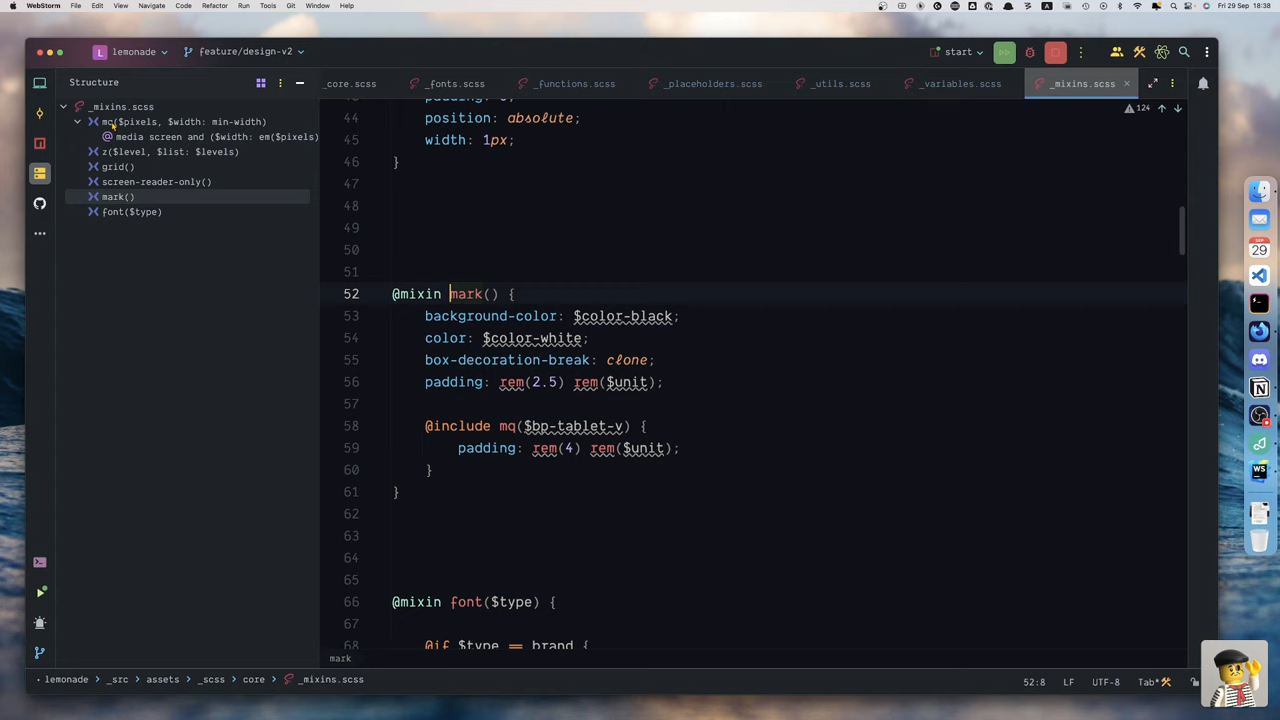 WebStorm File Edit View Navigate Code Refactor Run Tools Git Window Help A Fri 29 Sep 18:38
L lemonade feature/design-v2 start
Structure _core.scss _fonts.scss _functions.scss _placeholders.scss _utils.scss _variables.scss _mixins.scss
_mixins.scss
mq($pixels, $width: min-width)
@ media screen and ($width: em($pixels)
z($level, $list: $levels)
grid()
screen-reader-only()
mark()
font($type)
124
44 position: absolute;
45 width: 1px;
46 }
47
48
49
50
51
52 @mixin mark() {
53 background-color: $color-black;
54 color: $color-white;
55 box-decoration-break: clone;
56 padding: rem(2.5) rem($unit);
57
58 @include mq($bp-tablet-v) {
59 padding: rem(4) rem($unit);
60 }
61 }
62
63
64
65
66 @mixin font($type) {
67
68 @if $type == brand {
mark
lemonade _src assets _scss core _mixins.scss 52:8 LF UTF-8 Tab*
SEP
29
WS